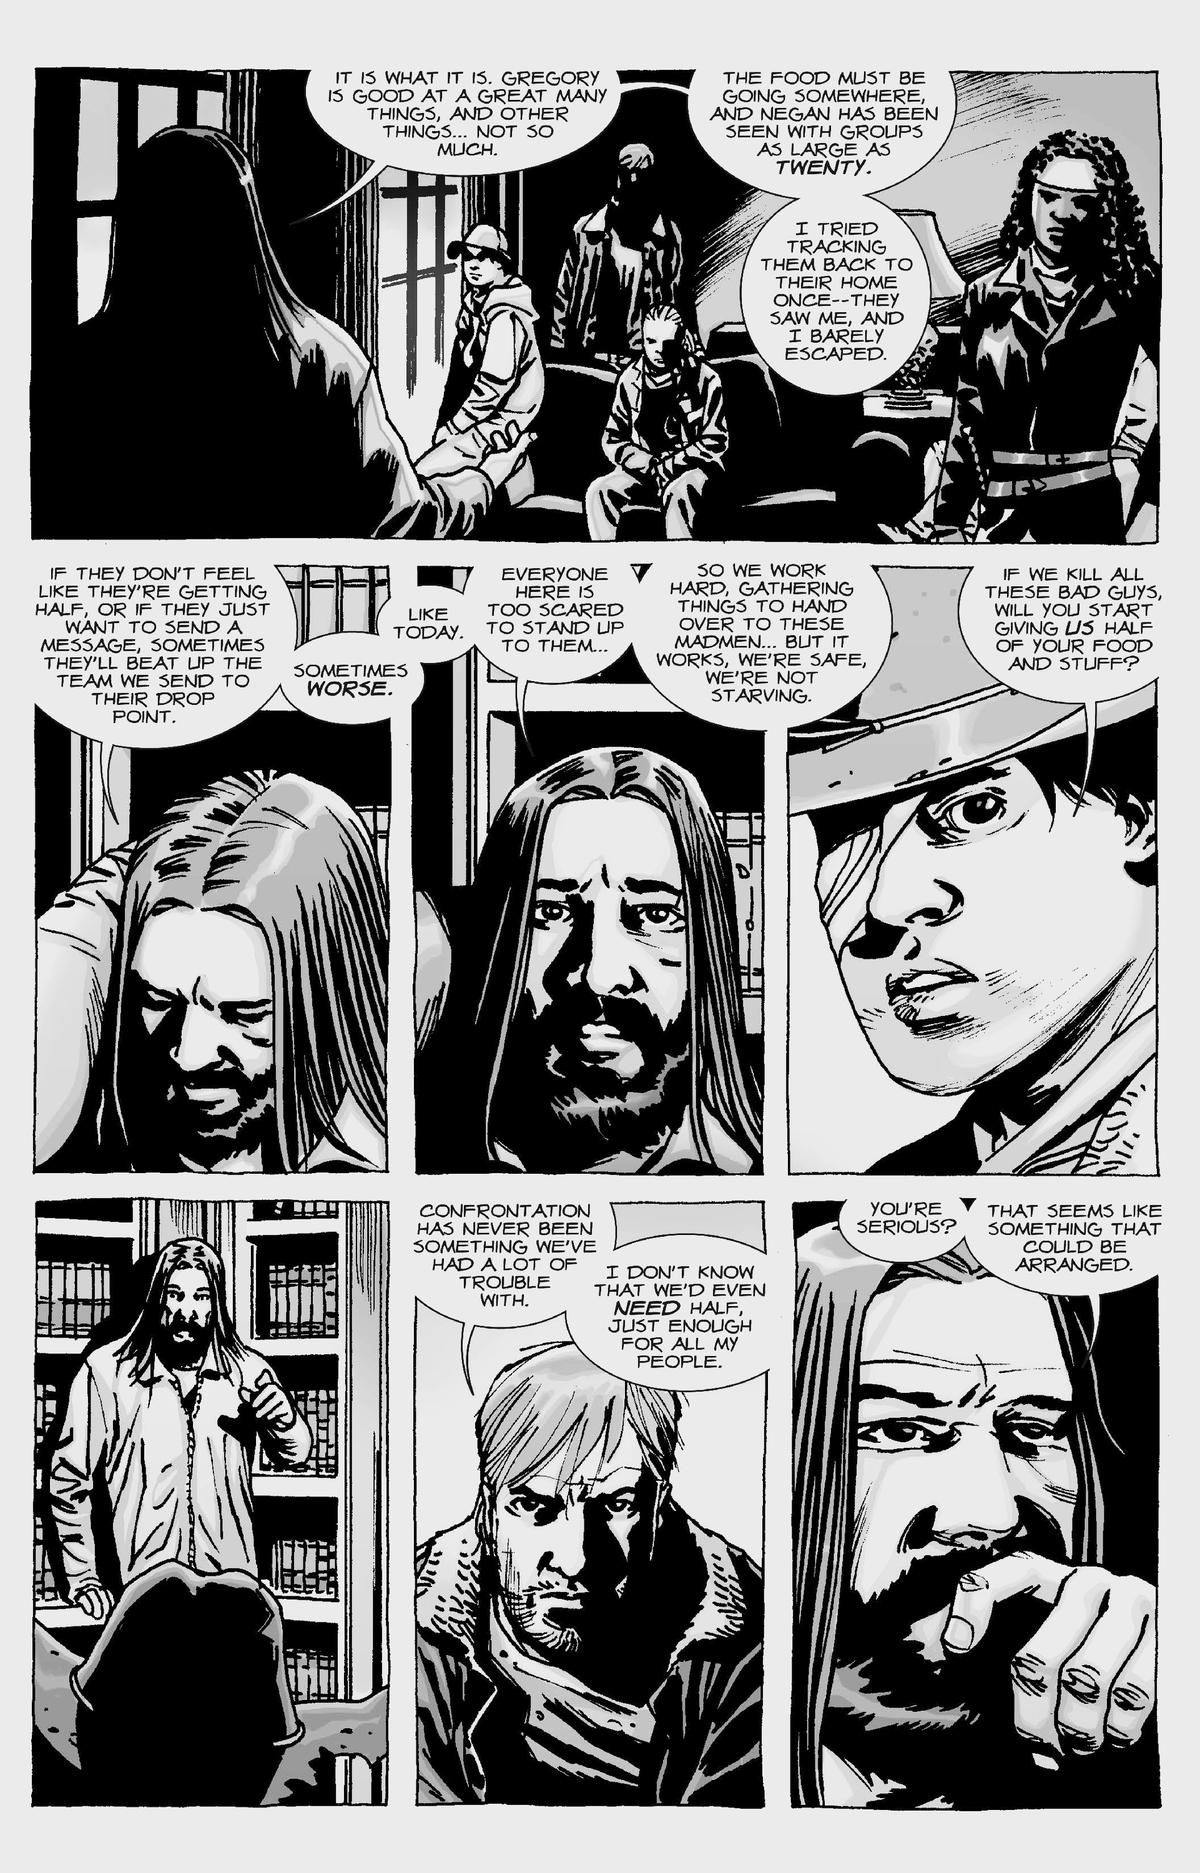 IT IS WHAT IT IS. GREGORY
IS GOOD AT A GREAT MANY
THINGS, AND OTHER
THINGS... NOT SO
MUCH.
THE FOOD MUST BE
GOING SOMEWHERE,
AND NEGAN HAS BEEN
SEEN WITH GROUPS
AS LARGE AS
TWENTY.
I TRIED
TRACKING
THEM BACK TO
THEIR HOME
ONCE--THEY
SAW ME, AND
I BARELY
ESCAPED.
IF THEY DON'T FEEL
LIKE THEY'RE GETTING
HALF, OR IF THEY JUST
WANT TO SEND A
MESSAGE, SOMETIMES
THEY'LL BEAT UP THE
TEAM WE SEND TO
THEIR DROP
POINT.
SOMETIMES
WORSE.
LIKE
TODAY.
EVERYONE
HERE IS
TOO SCARED
TO STAND UP
TO THEM...
SO WE WORK
HARD, GATHERING
THINGS TO HAND
OVER TO THESE
MADMEN... BUT IT
WORKS, WE'RE SAFE,
WE'RE NOT
STARVING.
IF WE KILL ALL
THESE BAD GUYS,
WILL YOU START
GIVING US HALF
OF YOUR FOOD
AND STUFF?
CONFRONTATION
HAS NEVER BEEN
SOMETHING WE'VE
HAD A LOT OF
TROUBLE
WITH.
I DON'T KNOW
THAT WE'D EVEN
NEED HALF,
JUST ENOUGH
FOR ALL MY
PEOPLE.
YOU'RE
SERIOUS?
THAT SEEMS LIKE
SOMETHING THAT
COULD BE
ARRANGED.